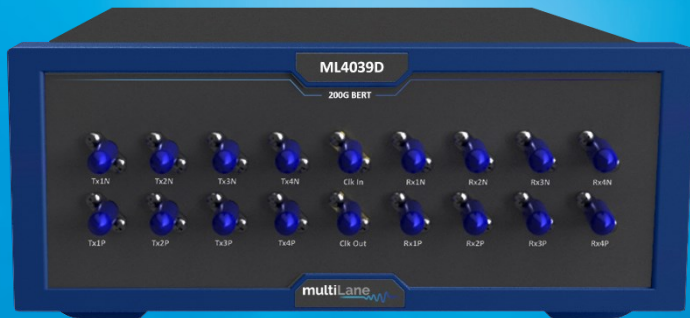 ML4039D
200G BERT
Tx1N Tx2N Tx3N Tx4N Clk In Rx1N Rx2N Rx3N Rx4N
Tx1P Tx2P Tx3P Tx4P Clk Out Rx1P Rx2P Rx3P Rx4P
multiLane